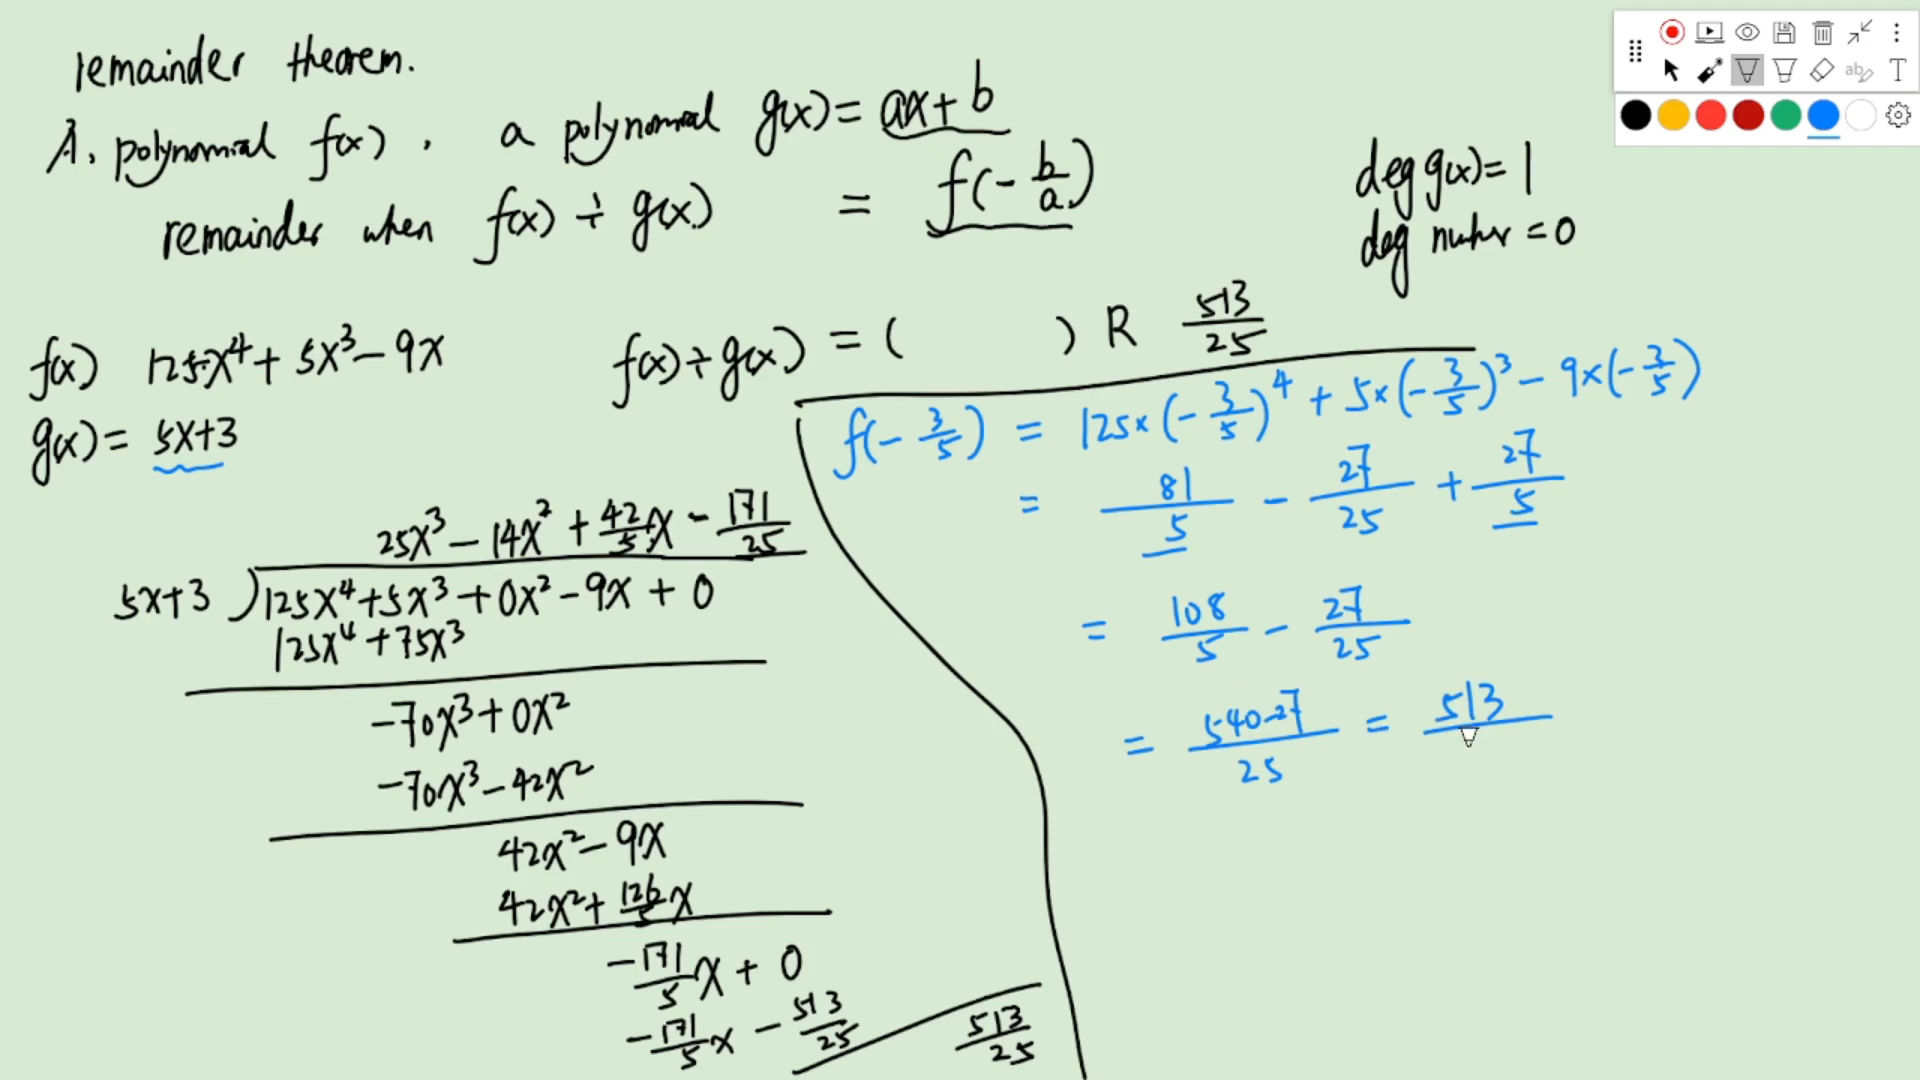 remainder theorem.
A. polynomial f(x), a polynomial g(x) = ax+b
remainder when f(x) ÷ g(x) = f(-b/a)
deg g(x) = 1
deg number = 0
f(x) 125x⁴ + 5x³ - 9x
g(x) = 5x+3
f(x) ÷ g(x) = ( ) R 513/25
25x³ - 14x² + 42/5 x - 171/25
5x+3 ) 125x⁴ + 5x³ + 0x² - 9x + 0
125x⁴ + 75x³
-70x³ + 0x²
-70x³ - 42x²
42x² - 9x
42x² + 126/5 x
-171/5 x + 0
-171/5 x - 513/25
513/25
f(-3/5) = 125×(-3/5)⁴ + 5×(-3/5)³ - 9×(-3/5)
= 81/5 - 27/25 + 27/5
= 108/5 - 27/25
= 540-27/25 = 513
ab
T